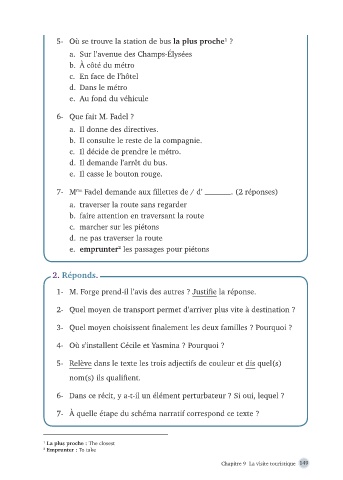 5- Où se trouve la station de bus la plus proche¹ ?
a. Sur l'avenue des Champs-Élysées
b. À côté du métro
c. En face de l'hôtel
d. Dans le métro
e. Au fond du véhicule
6- Que fait M. Fadel ?
a. Il donne des directives.
b. Il consulte le reste de la compagnie.
c. Il décide de prendre le métro.
d. Il demande l'arrêt du bus.
e. Il casse le bouton rouge.
7- Mᵐᵉ Fadel demande aux fillettes de / d' ______. (2 réponses)
a. traverser la route sans regarder
b. faire attention en traversant la route
c. marcher sur les piétons
d. ne pas traverser la route
e. emprunter² les passages pour piétons
2. Réponds.
1- M. Forge prend-il l'avis des autres ? Justifie la réponse.
2- Quel moyen de transport permet d'arriver plus vite à destination ?
3- Quel moyen choisissent finalement les deux familles ? Pourquoi ?
4- Où s'installent Cécile et Yasmina ? Pourquoi ?
5- Relève dans le texte les trois adjectifs de couleur et dis quel(s)
nom(s) ils qualifient.
6- Dans ce récit, y a-t-il un élément perturbateur ? Si oui, lequel ?
7- À quelle étape du schéma narratif correspond ce texte ?
¹ La plus proche : The closest
² Emprunter : To take
Chapitre 9 La visite touristique 149